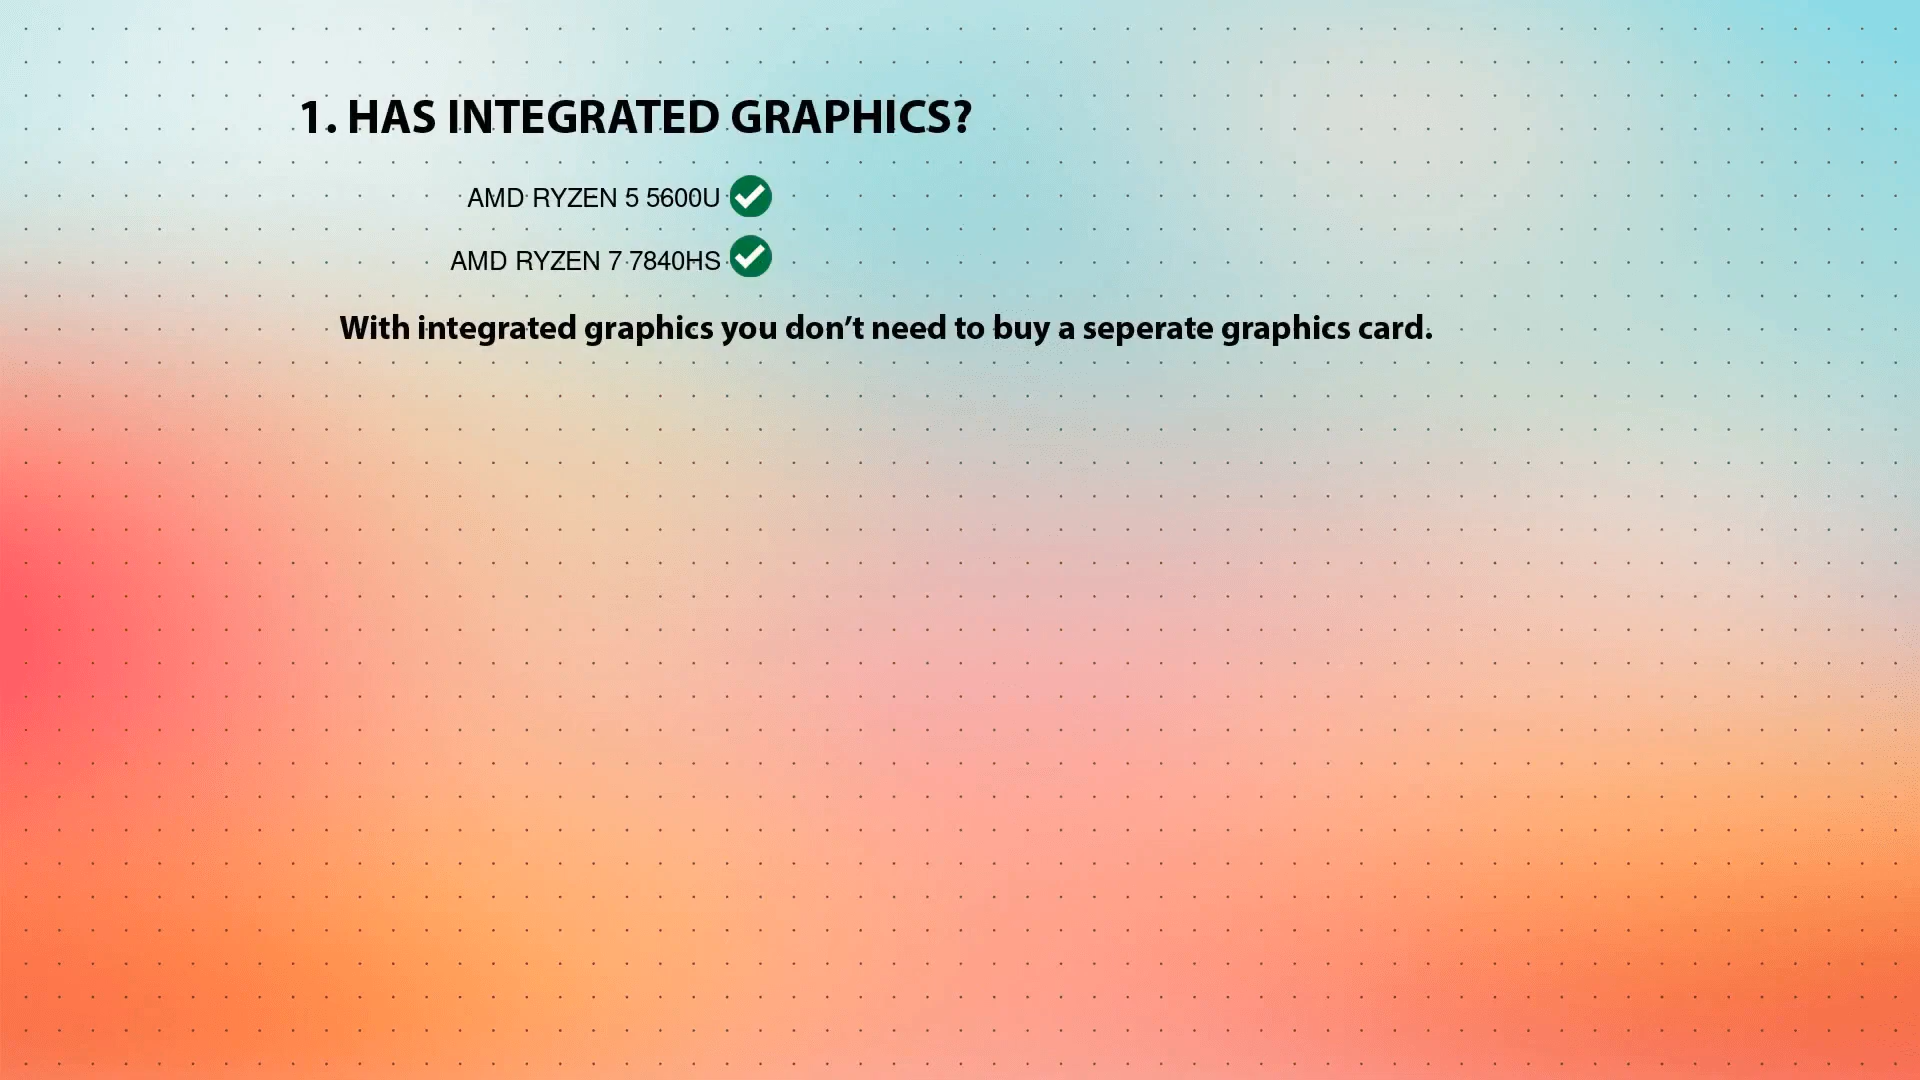 1. HAS INTEGRATED GRAPHICS?
AMD RYZEN 5 5600U
AMD RYZEN 7 7840HS
With integrated graphics you don’t need to buy a seperate graphics card.